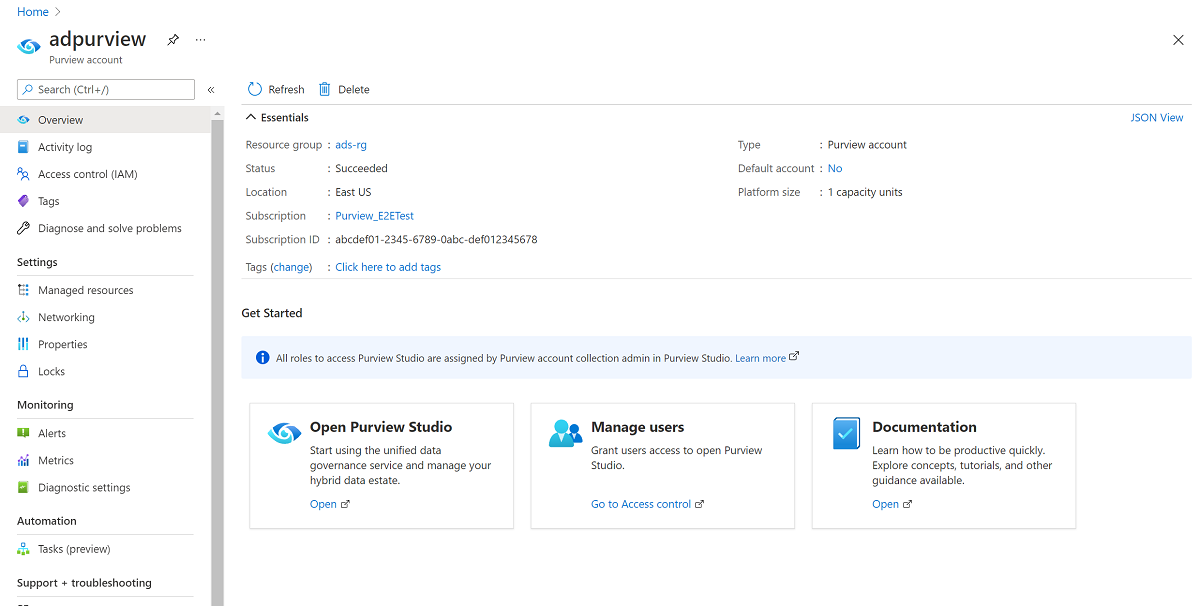 Home
adpurview
...
Purview account
Search (Ctrl+/)
«
Overview
Activity log
Access control (IAM)
Tags
Diagnose and solve problems
Settings
Managed resources
Networking
Properties
Locks
Monitoring
Alerts
Metrics
Diagnostic settings
Automation
Tasks (preview)
Support + troubleshooting
Refresh Delete
Essentials JSON View
Resource group : ads-rg
Status : Succeeded
Location : East US
Subscription : Purview_E2ETest
Subscription ID : abcdef01-2345-6789-0abc-def012345678
Tags (change) : Click here to add tags
Type : Purview account
Default account : No
Platform size : 1 capacity units
Get Started
All roles to access Purview Studio are assigned by Purview account collection admin in Purview Studio. Learn more
Open Purview Studio
Start using the unified data
governance service and manage your
hybrid data estate.
Open
Manage users
Grant users access to open Purview
Studio.
Go to Access control
Documentation
Learn how to be productive quickly.
Explore concepts, tutorials, and other
guidance available.
Open